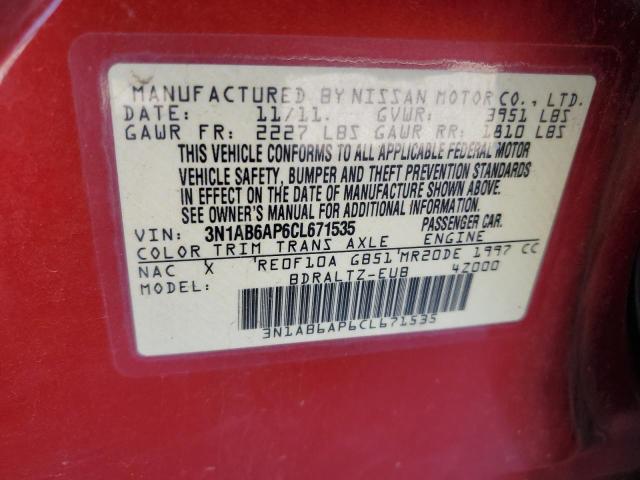 MANUFACTURED BY NISSAN MOTOR CO., LTD.
DATE: 11/11. GVWR: 3951 LBS
GAWR FR: 2227 LBS GAWR RR: 1810 LBS
THIS VEHICLE CONFORMS TO ALL APPLICABLE FEDERAL MOTOR
VEHICLE SAFETY, BUMPER AND THEFT PREVENTION STANDARDS
IN EFFECT ON THE DATE OF MANUFACTURE SHOWN ABOVE.
SEE OWNER'S MANUAL FOR ADDITIONAL INFORMATION.
VIN: 3N1AB6AP6CL671535 PASSENGER CAR.
COLOR TRIM TRANS AXLE ENGINE
NAC X RE0F10A GB51 MR20DE 1997 CC
MODEL: BDRALTZ-EUB 4Z000
3N1AB6AP6CL671535